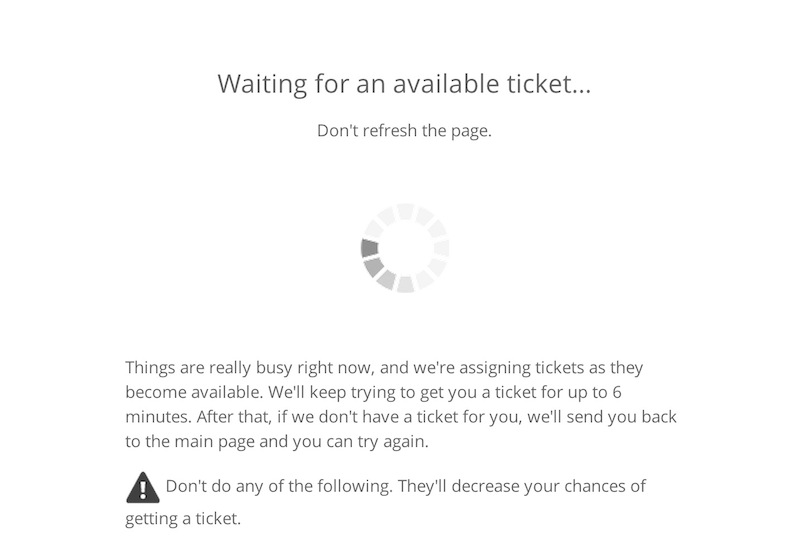 Waiting for an available ticket...
Don't refresh the page.
Things are really busy right now, and we're assigning tickets as they
become available. We'll keep trying to get you a ticket for up to 6
minutes. After that, if we don't have a ticket for you, we'll send you back
to the main page and you can try again.
Don't do any of the following. They'll decrease your chances of
getting a ticket.